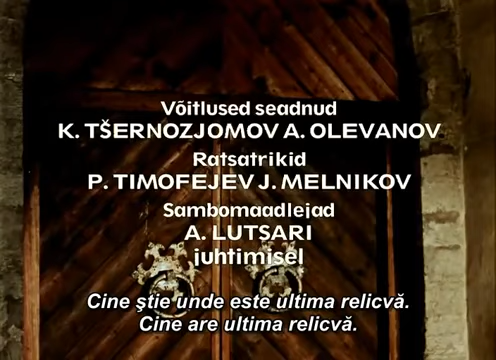 Võitlused seadnud
K. TŠERNOZJOMOV A. OLEVANOV
Ratsatrikid
P. TIMOFEJEV J. MELNIKOV
Sambomaadlejad
A. LUTSARI
juhtimisel
Cine ştie unde este ultima relicvă.
Cine are ultima relicvă.